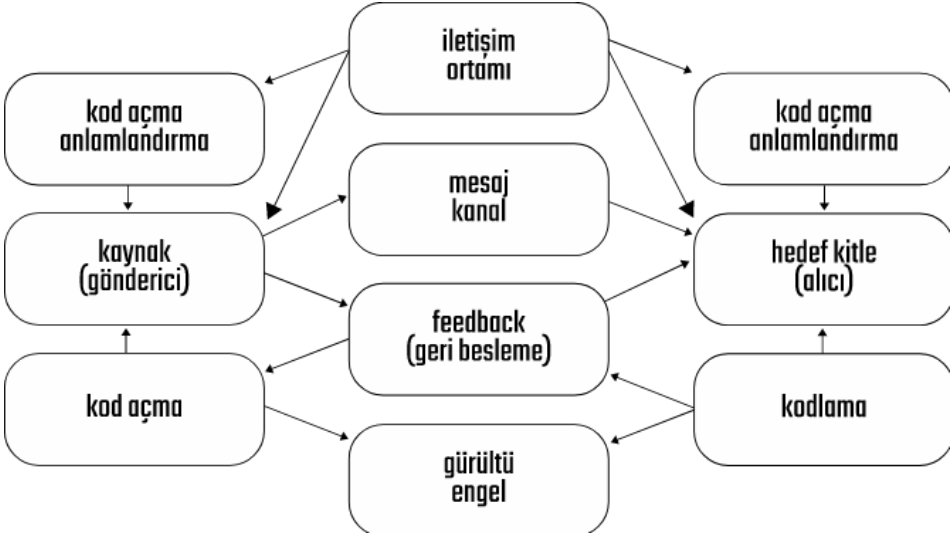 iletişim
ortamı
kod açma
anlamlandırma
kod açma
anlamlandırma
mesaj
kanal
kaynak
(gönderici)
hedef kitle
(alıcı)
feedback
(geri besleme)
kod açma
kodlama
gürültü
engel